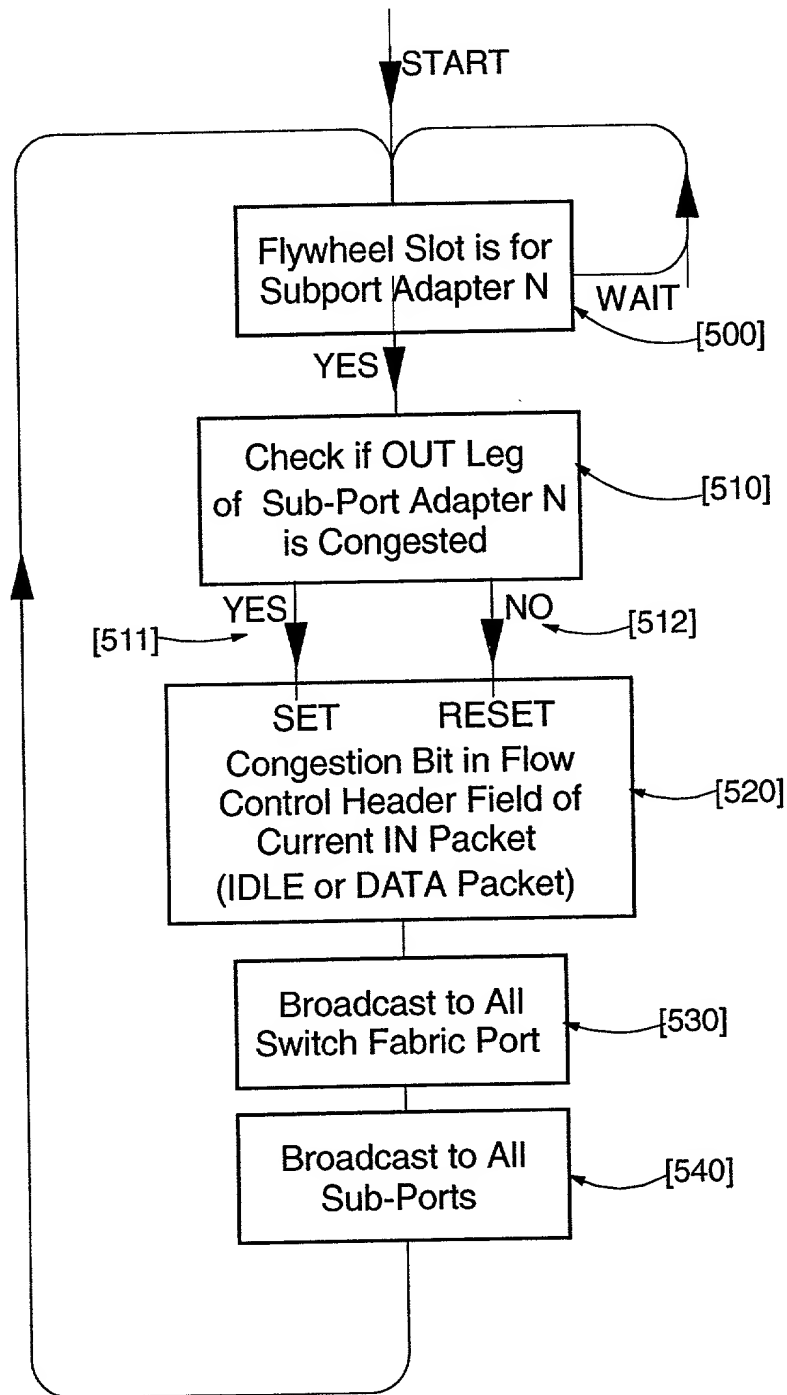 START
Flywheel Slot is for
Subport Adapter N
WAIT
[500]
YES
Check if OUT Leg
of Sub-Port Adapter N
is Congested
[510]
YES
NO
[511]
[512]
SET RESET
Congestion Bit in Flow
Control Header Field of
Current IN Packet
(IDLE or DATA Packet)
[520]
Broadcast to All
Switch Fabric Port
[530]
Broadcast to All
Sub-Ports
[540]